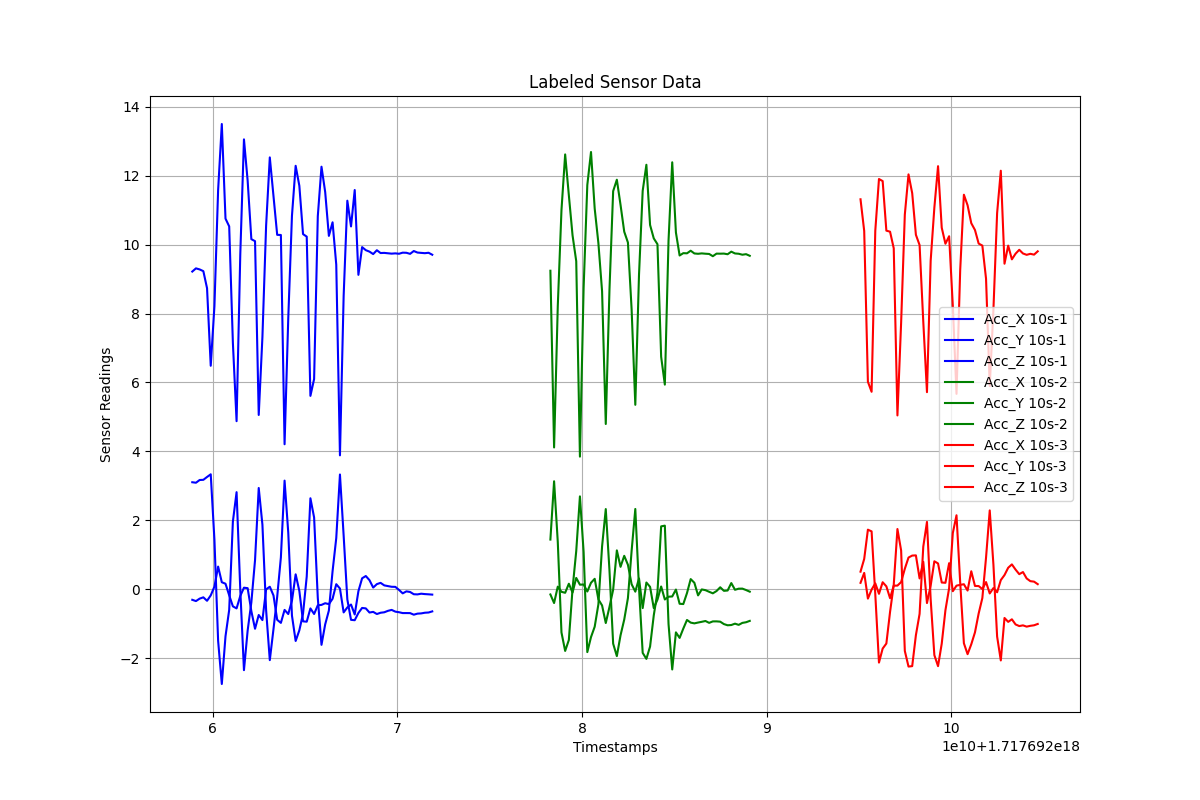 Labeled Sensor Data
Sensor Readings
14
12
10
8
6
4
2
0
−2
Acc_X 10s-1
Acc_Y 10s-1
Acc_Z 10s-1
Acc_X 10s-2
Acc_Y 10s-2
Acc_Z 10s-2
Acc_X 10s-3
Acc_Y 10s-3
Acc_Z 10s-3
6 7 8 9 10
Timestamps
1e10+1.717692e18